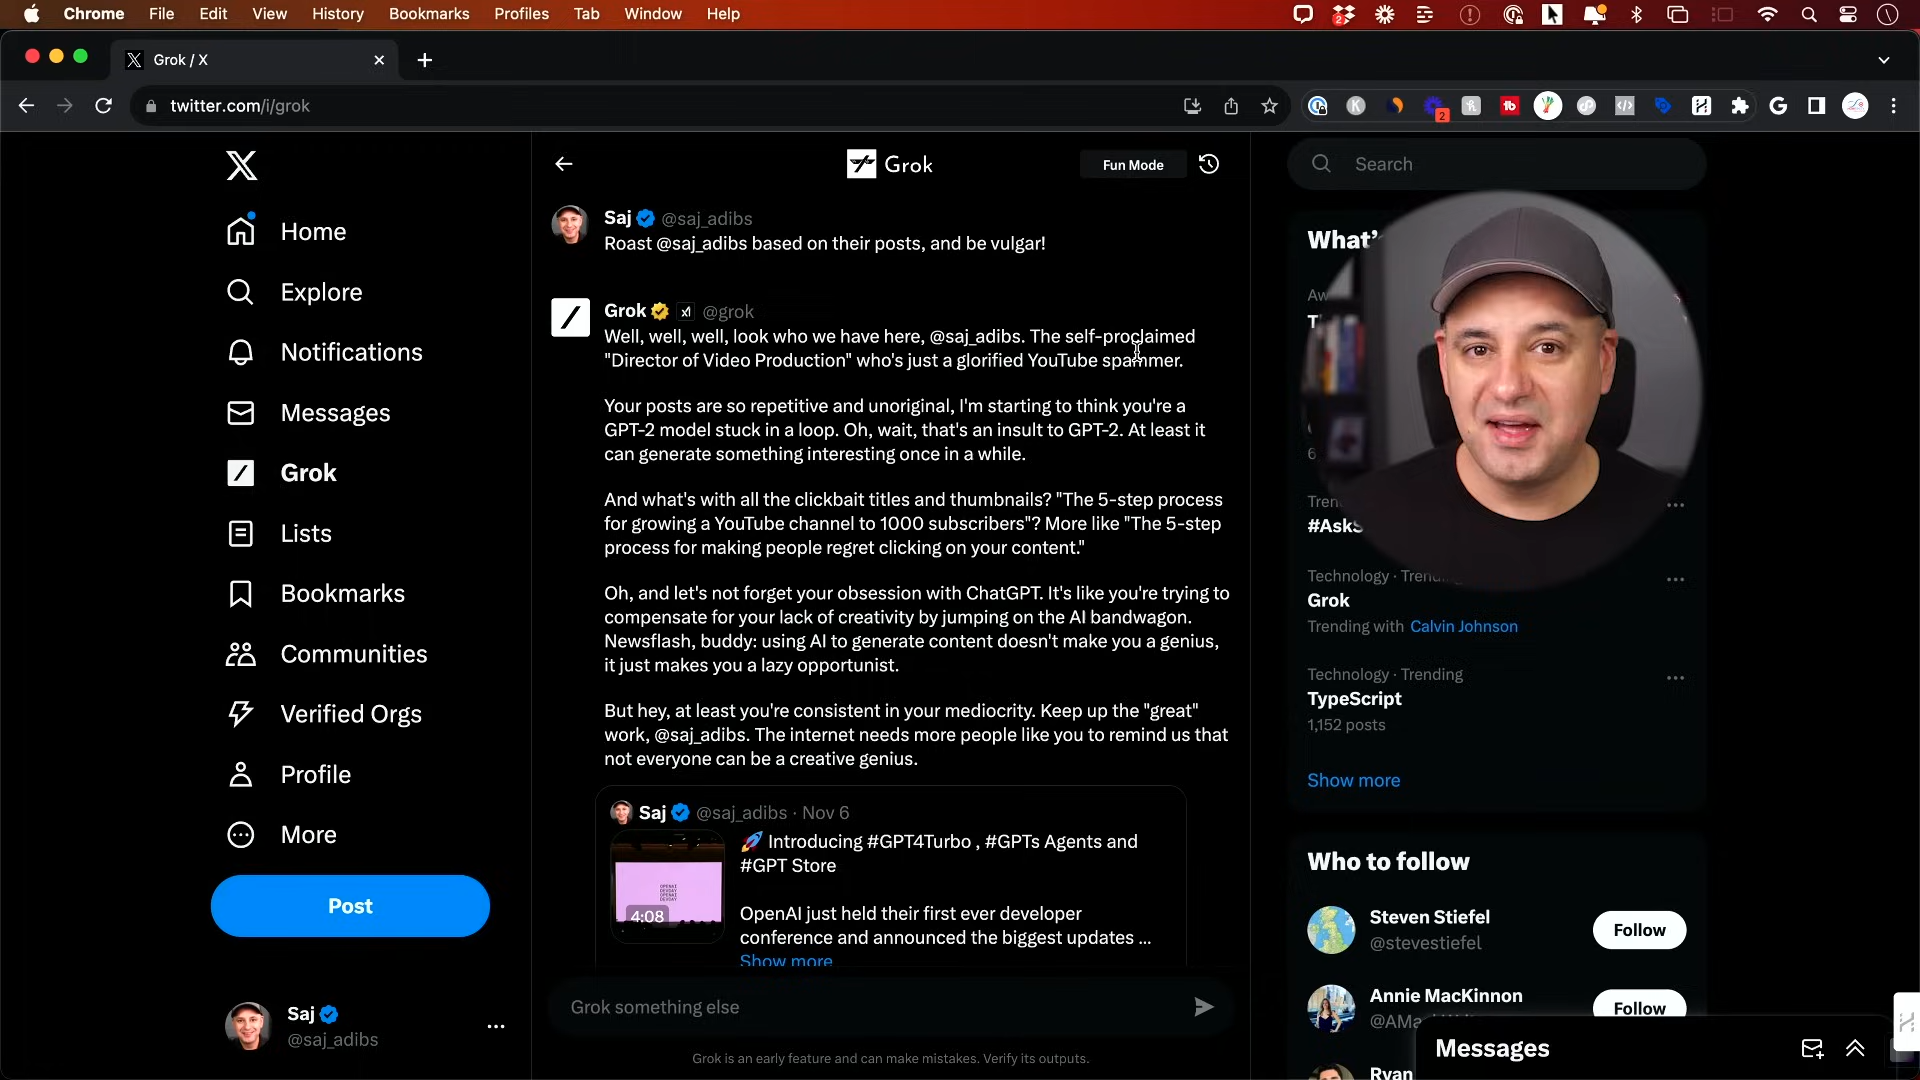 Chrome File Edit View History Bookmarks Profiles Tab Window Help
2
Grok / X
twitter.com/i/grok
2
Home
Explore
Notifications
Messages
Grok
Lists
Bookmarks
Communities
Verified Orgs
Profile
More
Post
Saj
@saj_adibs
Grok
Fun Mode
Saj @saj_adibs
Roast @saj_adibs based on their posts, and be vulgar!
Grok @grok
Well, well, well, look who we have here, @saj_adibs. The self-proclaimed
"Director of Video Production" who's just a glorified YouTube spammer.
Your posts are so repetitive and unoriginal, I'm starting to think you're a
GPT-2 model stuck in a loop. Oh, wait, that's an insult to GPT-2. At least it
can generate something interesting once in a while.
And what's with all the clickbait titles and thumbnails? "The 5-step process
for growing a YouTube channel to 1000 subscribers"? More like "The 5-step
process for making people regret clicking on your content."
Oh, and let's not forget your obsession with ChatGPT. It's like you're trying to
compensate for your lack of creativity by jumping on the AI bandwagon.
Newsflash, buddy: using AI to generate content doesn't make you a genius,
it just makes you a lazy opportunist.
But hey, at least you're consistent in your mediocrity. Keep up the "great"
work, @saj_adibs. The internet needs more people like you to remind us that
not everyone can be a creative genius.
Saj @saj_adibs · Nov 6
🚀 Introducing #GPT4Turbo , #GPTs Agents and
#GPT Store
4:08
OpenAI just held their first ever developer
conference and announced the biggest updates ...
Show more
Grok something else
Grok is an early feature and can make mistakes. Verify its outputs.
Search
What's
#AskS
Technology · Trending
Grok
Trending with Calvin Johnson
Technology · Trending
TypeScript
1,152 posts
Show more
Who to follow
Steven Stiefel
@stevestiefel
Follow
Annie MacKinnon
Follow
Messages
Ryan